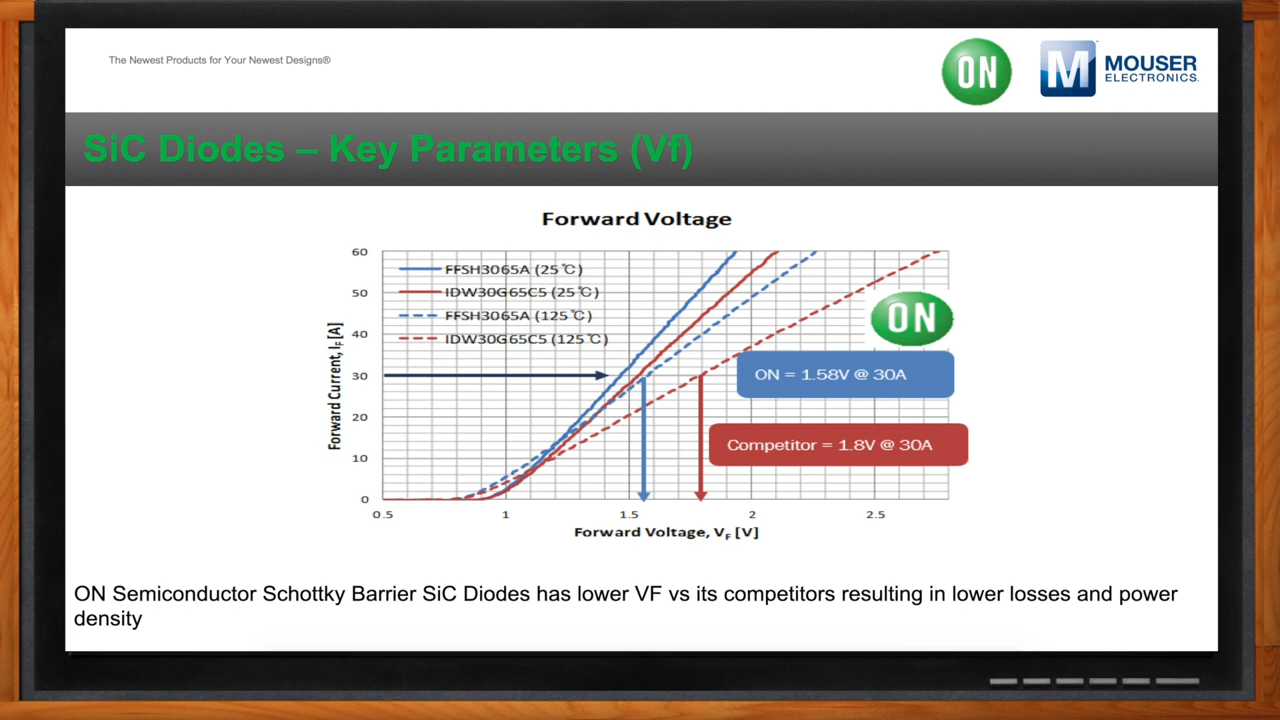 The Newest Products for Your Newest Designs®
ON
M
MOUSER
ELECTRONICS.
SiC Diodes – Key Parameters (Vf)
Forward Voltage
60
50
40
30
20
10
0
Forward Current, IF [A]
FFSH3065A (25℃)
IDW30G65C5 (25℃)
FFSH3065A (125℃)
IDW30G65C5 (125℃)
ON
ON = 1.58V @ 30A
Competitor = 1.8V @ 30A
0.5 1 1.5 2 2.5
Forward Voltage, VF [V]
ON Semiconductor Schottky Barrier SiC Diodes has lower VF vs its competitors resulting in lower losses and power
density